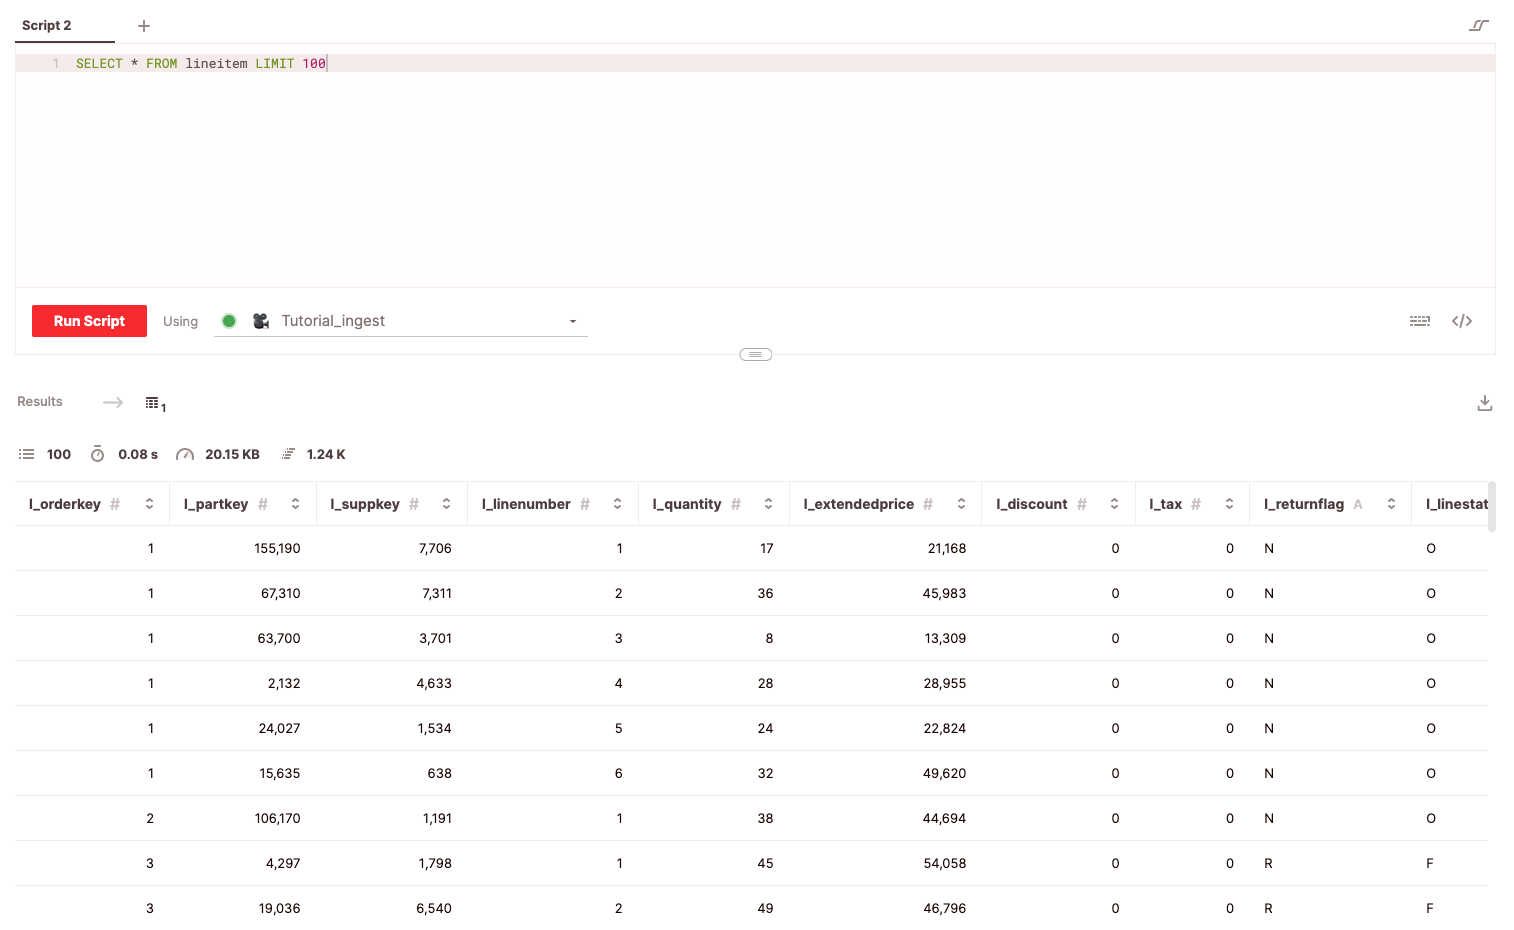 Script 2 +
1 SELECT * FROM lineitem LIMIT 100
Run Script Using Tutorial_ingest
</>
Results 1
100 0.08 s 20.15 KB 1.24 K
l_orderkey # l_partkey # l_suppkey # l_linenumber # l_quantity # l_extendedprice # l_discount # l_tax # l_returnflag A l_linestat
1 155,190 7,706 1 17 21,168 0 0 N O
1 67,310 7,311 2 36 45,983 0 0 N O
1 63,700 3,701 3 8 13,309 0 0 N O
1 2,132 4,633 4 28 28,955 0 0 N O
1 24,027 1,534 5 24 22,824 0 0 N O
1 15,635 638 6 32 49,620 0 0 N O
2 106,170 1,191 1 38 44,694 0 0 N O
3 4,297 1,798 1 45 54,058 0 0 R F
3 19,036 6,540 2 49 46,796 0 0 R F